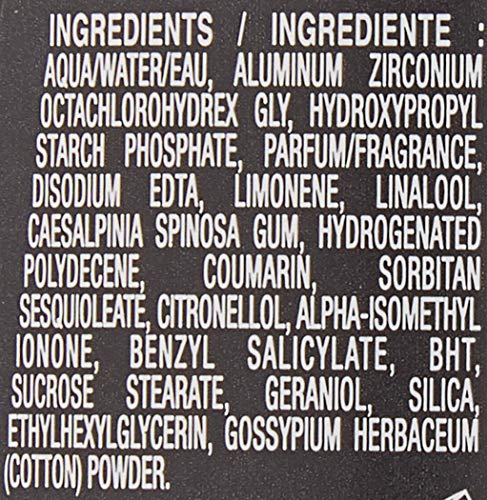 INGREDIENTS / INGREDIENTE :
AQUA/WATER/EAU, ALUMINUM ZIRCONIUM
OCTACHLOROHYDREX GLY, HYDROXYPROPYL
STARCH PHOSPHATE, PARFUM/FRAGRANCE,
DISODIUM EDTA, LIMONENE, LINALOOL,
CAESALPINIA SPINOSA GUM, HYDROGENATED
POLYDECENE, COUMARIN, SORBITAN
SESQUIOLEATE, CITRONELLOL, ALPHA-ISOMETHYL
IONONE, BENZYL SALICYLATE, BHT,
SUCROSE STEARATE, GERANIOL, SILICA,
ETHYLHEXYLGLYCERIN, GOSSYPIUM HERBACEUM
(COTTON) POWDER.